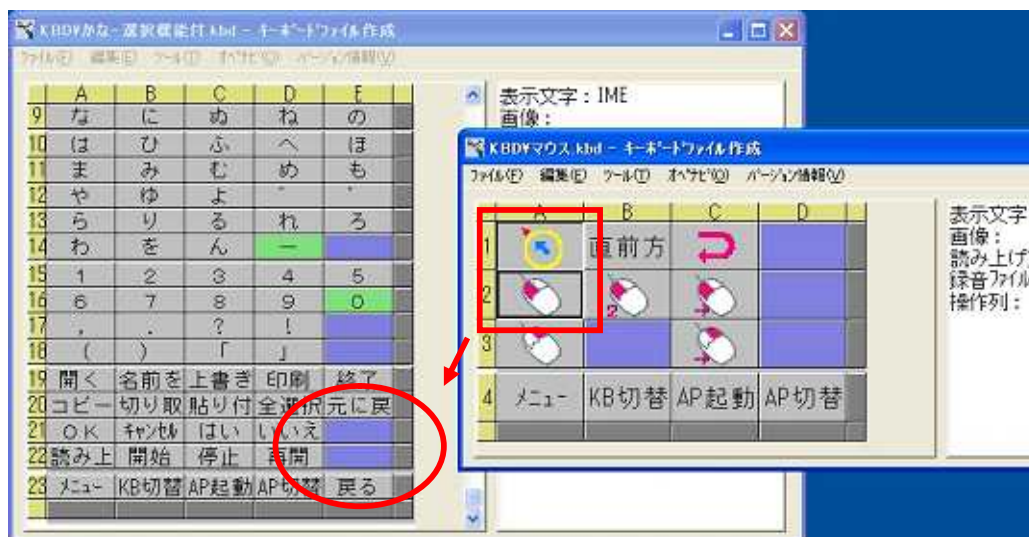 KBD¥かな-選択機能付.kbd - キーボードファイル作成
ファイル(F) 編集(E) ツール(T) オペナビ(O) バージョン情報(V)
A B C D E
9 な に ぬ ね の
10 は ひ ふ へ ほ
11 ま み む め も
12 や ゆ よ ゛ ゜
13 ら り る れ ろ
14 わ を ん ー
15 1 2 3 4 5
16 6 7 8 9 0
17 , . ? !
18 ( ) 「 」
19 開く 名前を 上書き 印刷 終了
20 コピー 切り取 貼り付 全選択 元に戻
21 OK キャンセル はい いいえ
22 読み上 開始 停止 再開
23 メニュー KB切替 AP起動 AP切替 戻る
表示文字：IME
画像：
KBD¥マウス.kbd - キーボードファイル作成
ファイル(F) 編集(E) ツール(T) オペナビ(O) バージョン情報(V)
A B C D
1 直前方
2 2
3
4 メニュー KB切替 AP起動 AP切替
表示文字
画像：
読み上げ
録音ファイル
操作列：